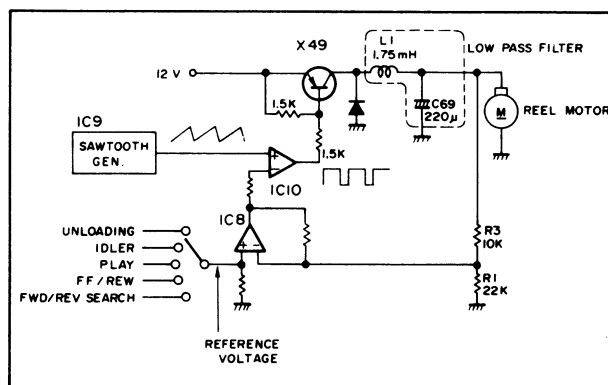 X49
L1
1.75mH
LOW PASS FILTER
12 V
1.5K
C69
220μ
M
REEL MOTOR
IC9
SAWTOOTH
GEN.
1.5K
+
−
IC10
IC8
+ −
UNLOADING
IDLER
PLAY
FF/REW
FWD/REV SEARCH
R3
10K
R1
22K
REFERENCE
VOLTAGE